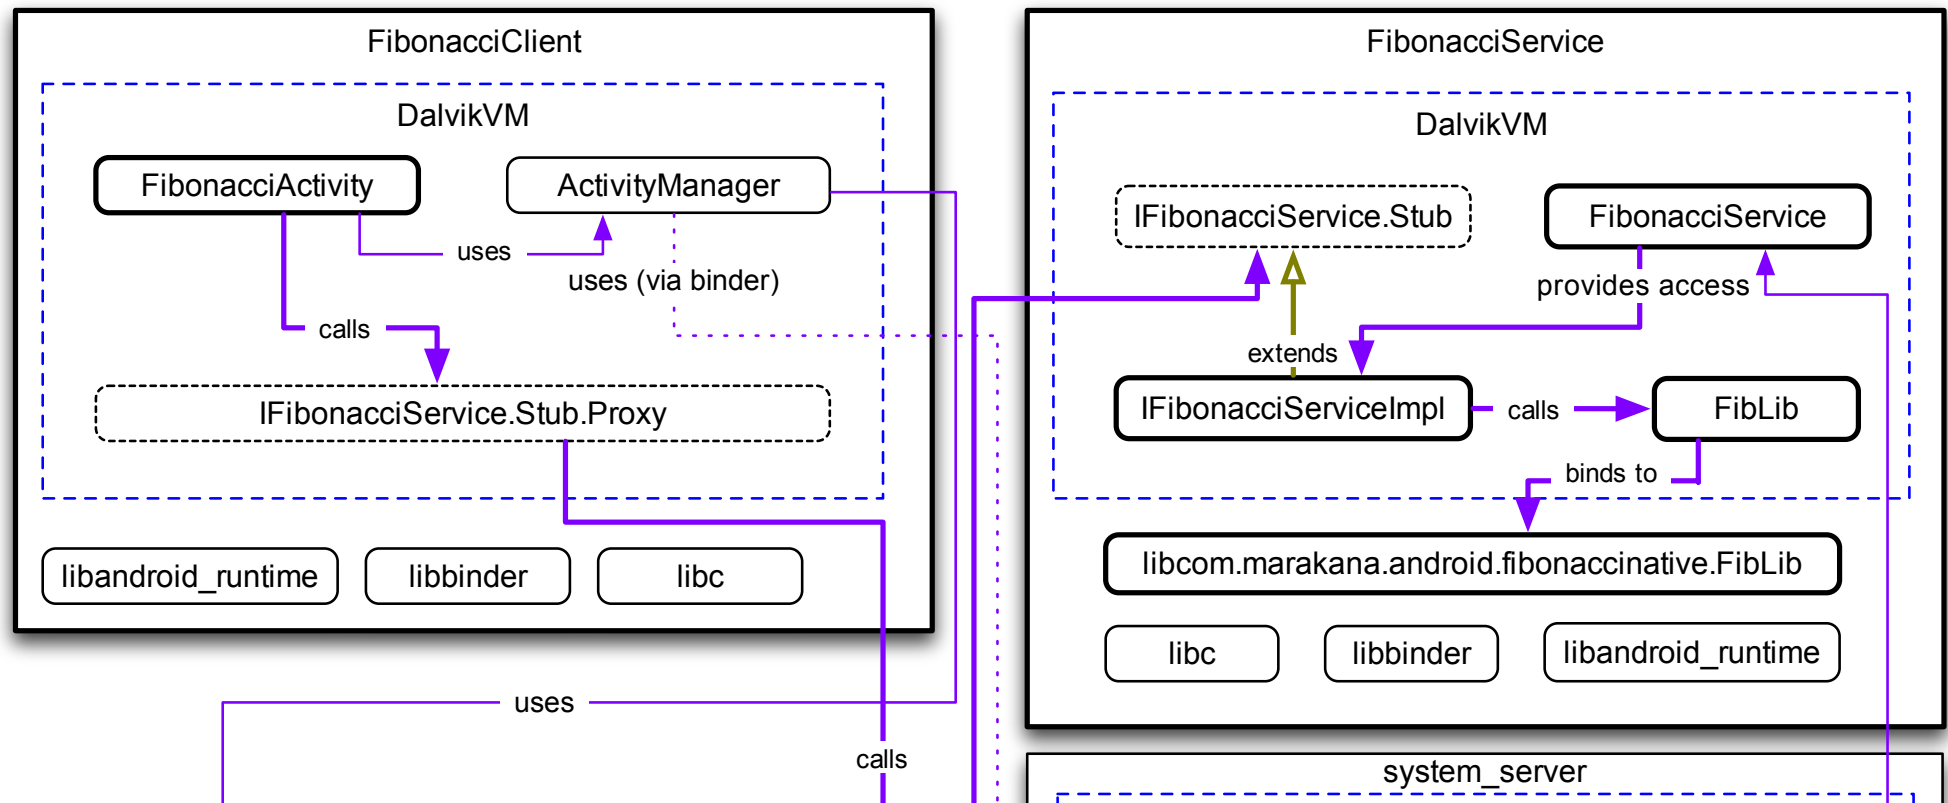 FibonacciClient
DalvikVM
FibonacciActivity
ActivityManager
uses
uses (via binder)
calls
IFibonacciService.Stub.Proxy
libandroid_runtime
libbinder
libc
uses
calls
FibonacciService
DalvikVM
IFibonacciService.Stub
FibonacciService
provides access
extends
IFibonacciServiceImpl
calls
FibLib
binds to
libcom.marakana.android.fibonaccinative.FibLib
libc
libbinder
libandroid_runtime
system_server